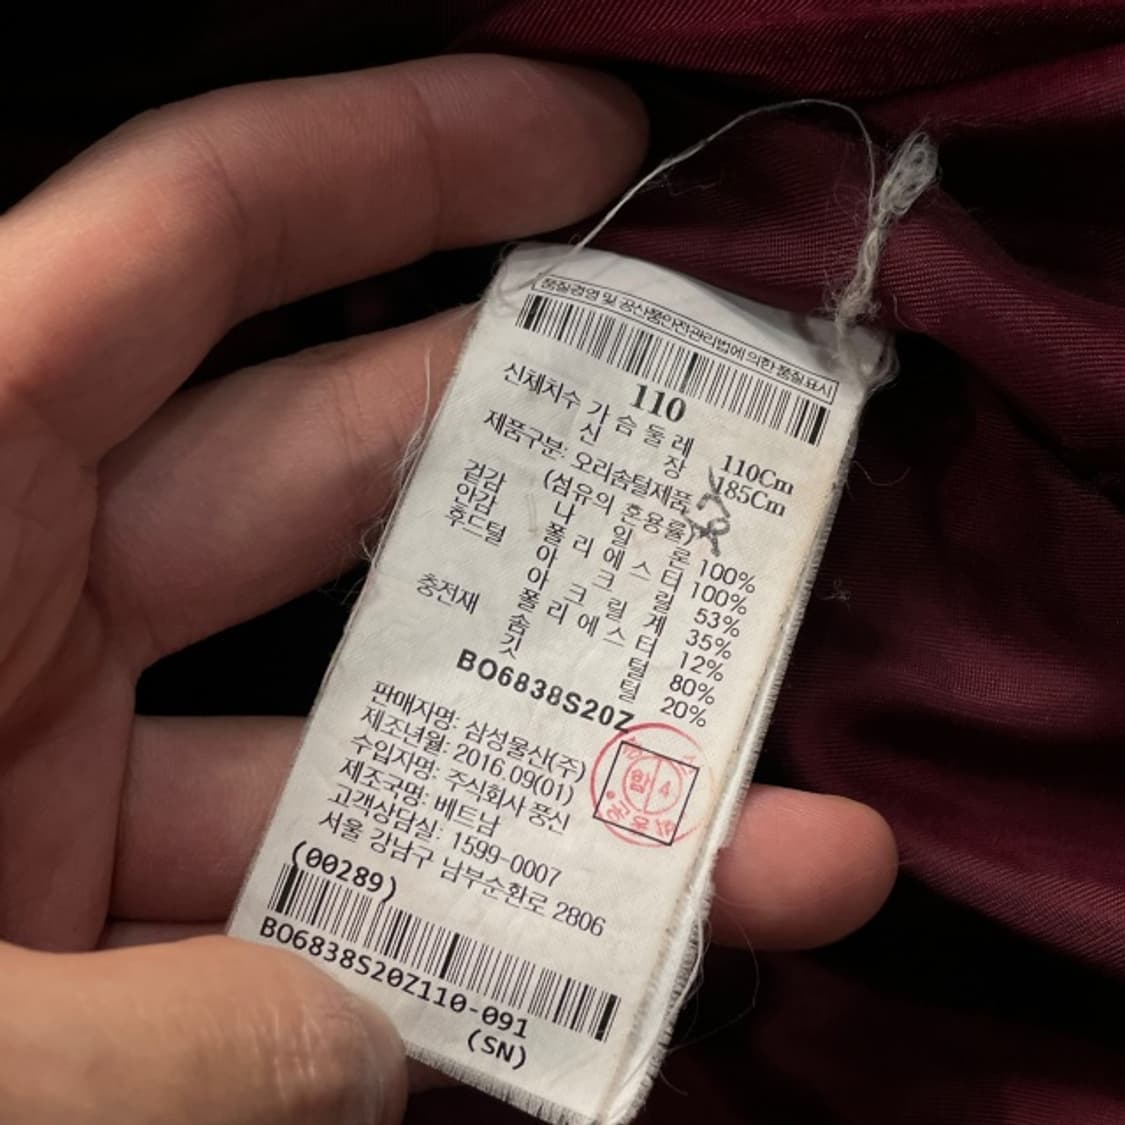 품질경영 및 공산품안전관리법에 의한 품질표시
110
신체치수 가슴둘레 110Cm
신장 185Cm
제품구분: 오리솜털제품
(섬유의 혼용율)
겉감 나일론 100%
안감 폴리에스터 100%
후드털 아크릴 53%
아크릴계 35%
폴리에스터 12%
충전재 솜털 80%
깃털 20%
BO6838S20Z
판매자명: 삼성물산(주)
제조년월: 2016.09(01)
수입자명: 주식회사 풍신
제조국명: 베트남
고객상담실: 1599-0007
서울 강남구 남부순환로 2806
(00289)
합 4
BO6838S20Z110-091
(SN)